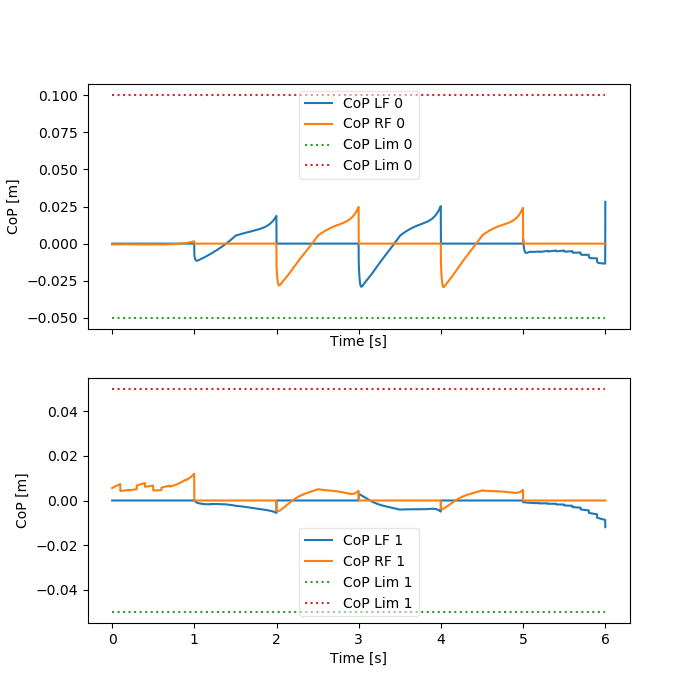 0.100
0.075
0.050
0.025
0.000
−0.025
−0.050
CoP [m]
CoP LF 0
CoP RF 0
CoP Lim 0
CoP Lim 0
Time [s]
0.04
0.02
0.00
−0.02
−0.04
CoP [m]
CoP LF 1
CoP RF 1
CoP Lim 1
CoP Lim 1
0 1 2 3 4 5 6
Time [s]